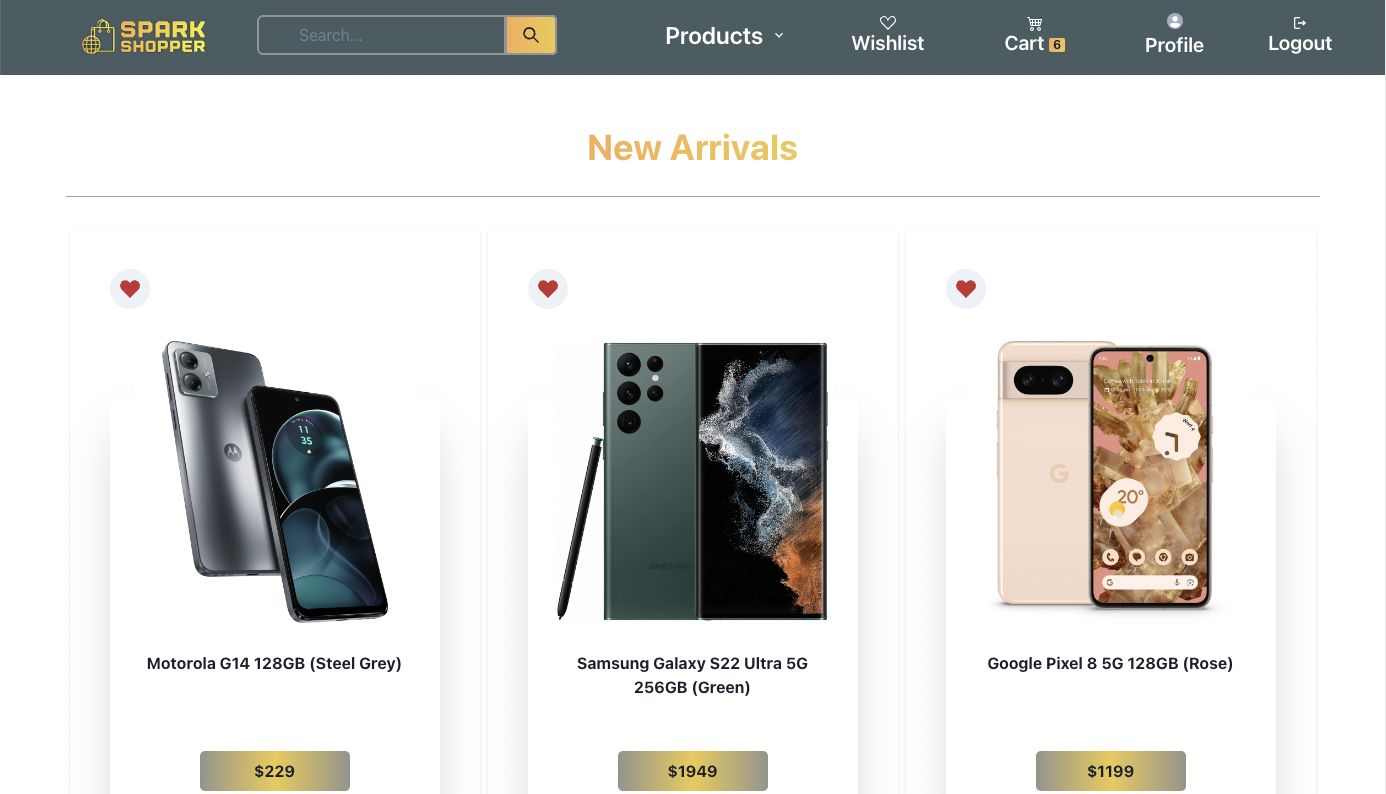 SPARK
SHOPPER
Search...
Products
Wishlist
Cart 6
Profile
Logout
New Arrivals
11
35
SAMSUNG
G
20°
G
Motorola G14 128GB (Steel Grey)
Samsung Galaxy S22 Ultra 5G
256GB (Green)
Google Pixel 8 5G 128GB (Rose)
$229
$1949
$1199